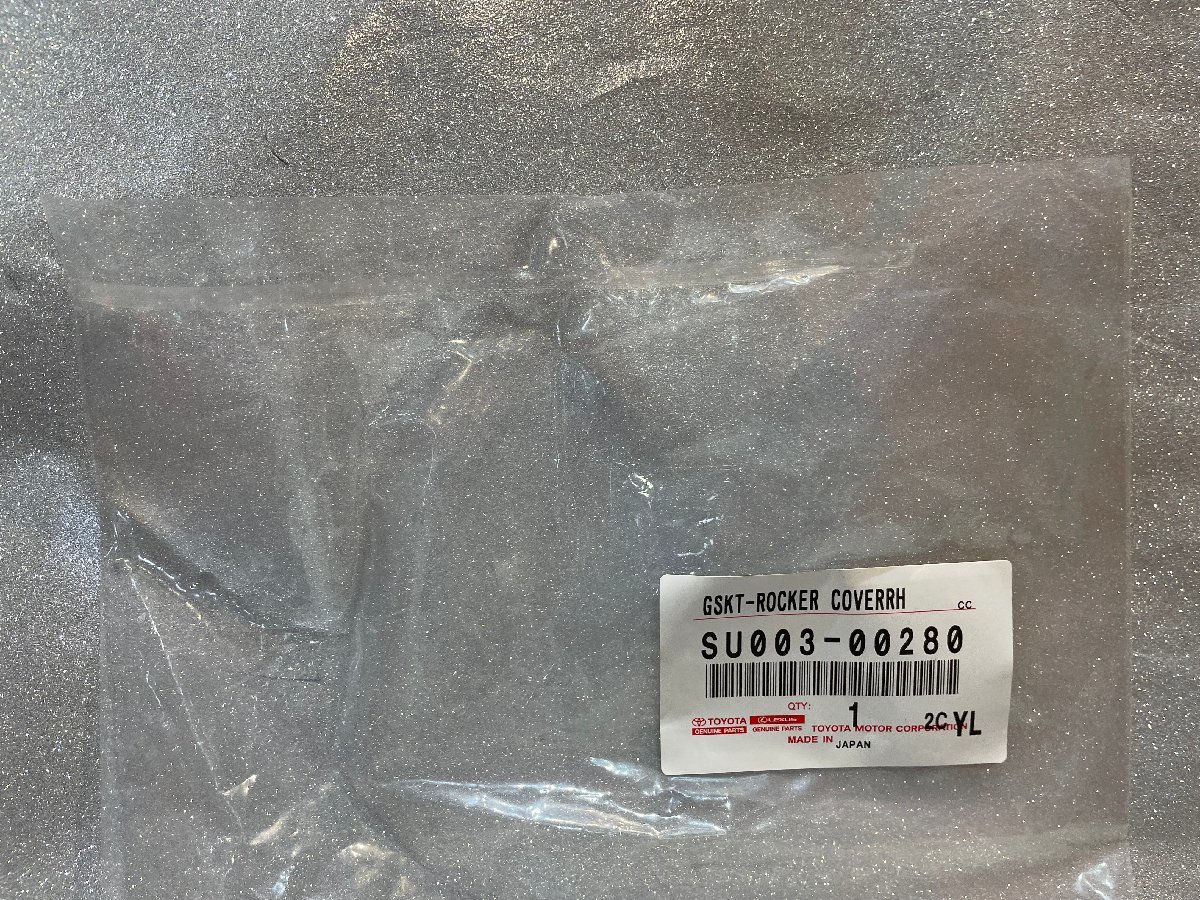 GSKT-ROCKER COVERRH CC
SU003-00280
QTY: 1 2C YL
TOYOTA LEXUS
GENUINE PARTS GENUINE PARTS TOYOTA MOTOR CORPORATION
MADE IN JAPAN